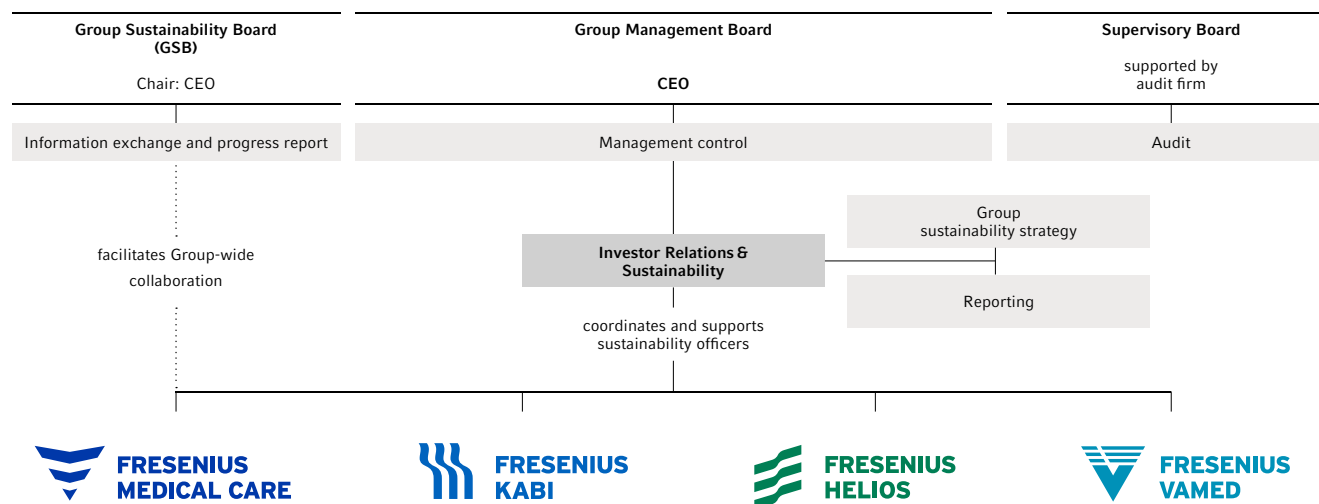 Group Sustainability Board
(GSB)
Chair: CEO
Information exchange and progress report
facilitates Group-wide
collaboration
Group Management Board
CEO
Management control
Investor Relations &
Sustainability
coordinates and supports
sustainability officers
Group
sustainability strategy
Reporting
Supervisory Board
supported by
audit firm
Audit
FRESENIUS
MEDICAL CARE
FRESENIUS
KABI
FRESENIUS
HELIOS
FRESENIUS
VAMED